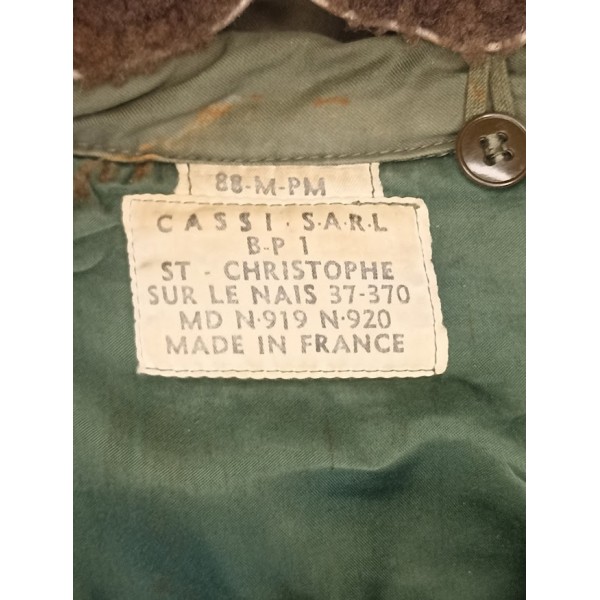 88-M-PM
CASSI·S·A·R·L
B-P 1
ST - CHRISTOPHE
SUR LE NAIS 37-370
MD N·919 N·920
MADE IN FRANCE